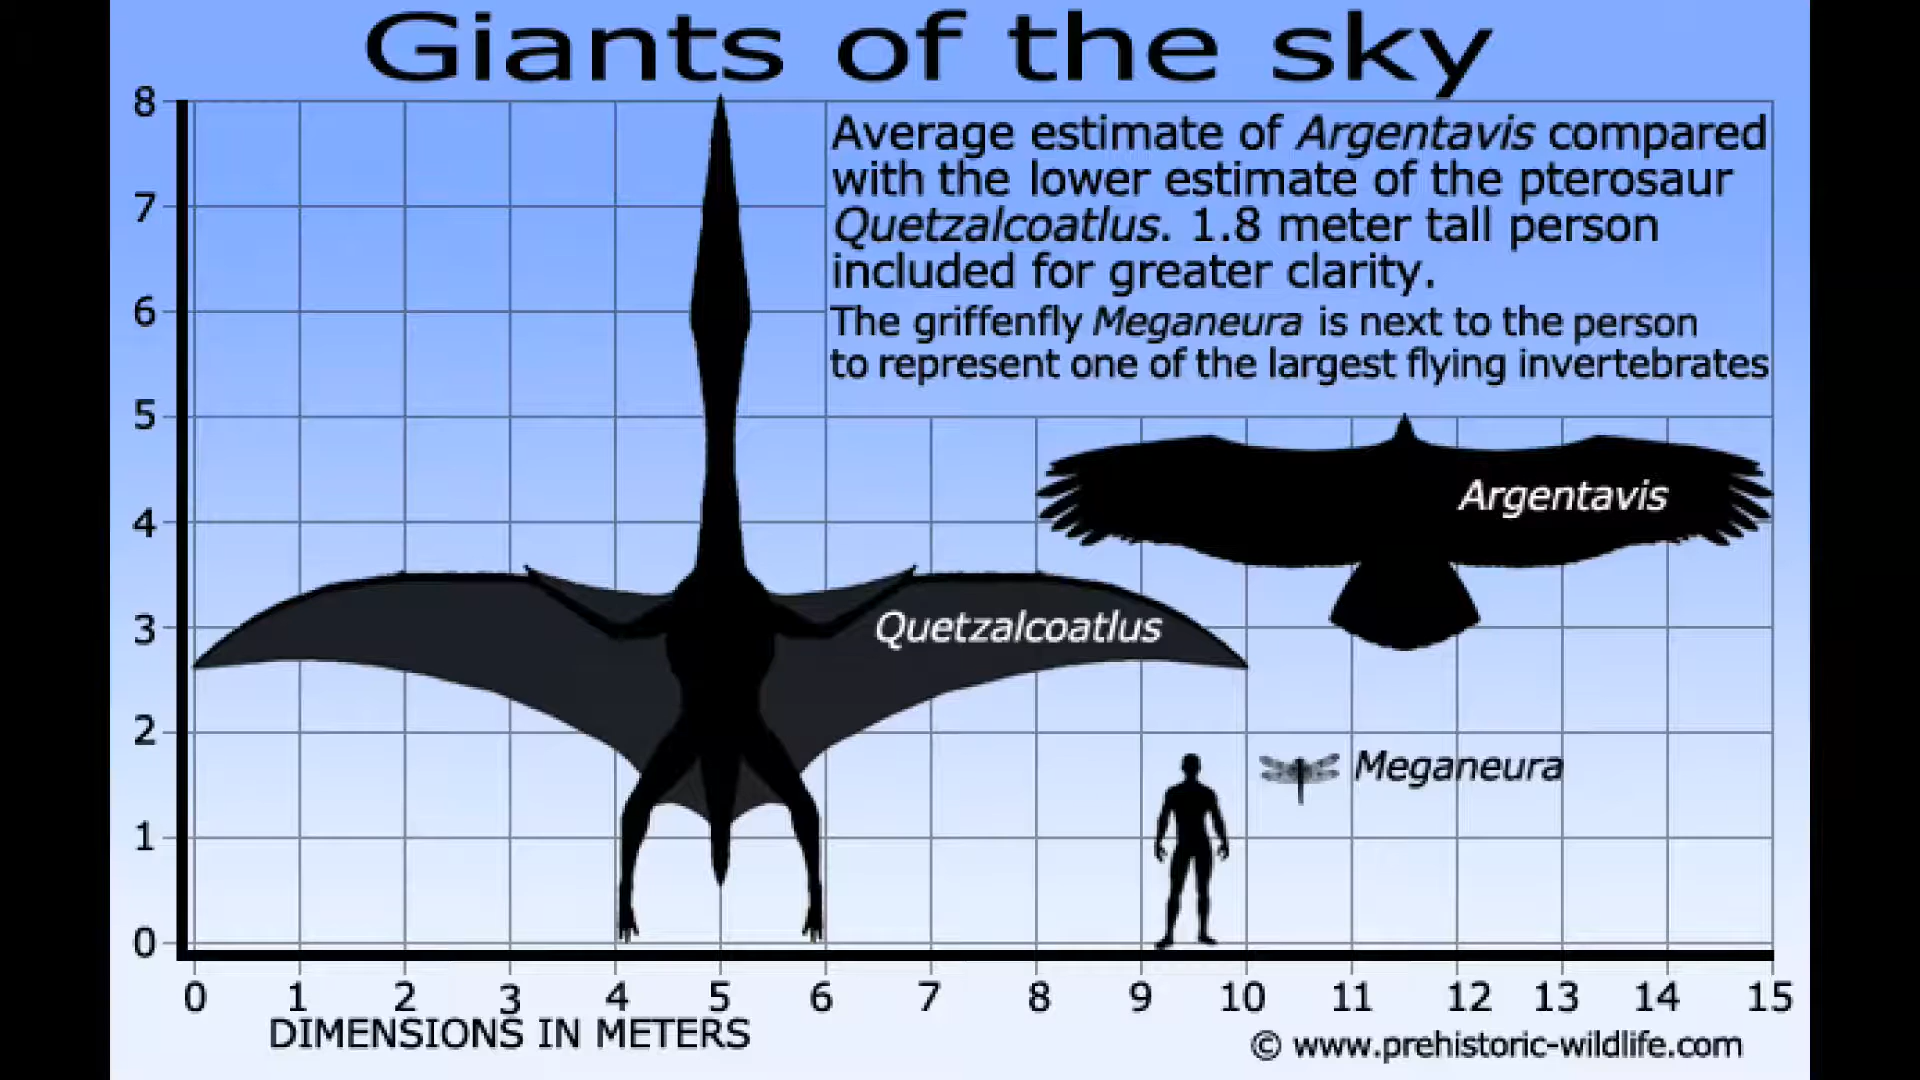 Giants of the sky
Average estimate of Argentavis compared
with the lower estimate of the pterosaur
Quetzalcoatlus. 1.8 meter tall person
included for greater clarity.
The griffenfly Meganeura is next to the person
to represent one of the largest flying invertebrates
8
7
6
5
4
3
2
1
0
Argentavis
Quetzalcoatlus
Meganeura
0 1 2 3 4 5 6 7 8 9 10 11 12 13 14 15
DIMENSIONS IN METERS
© www.prehistoric-wildlife.com